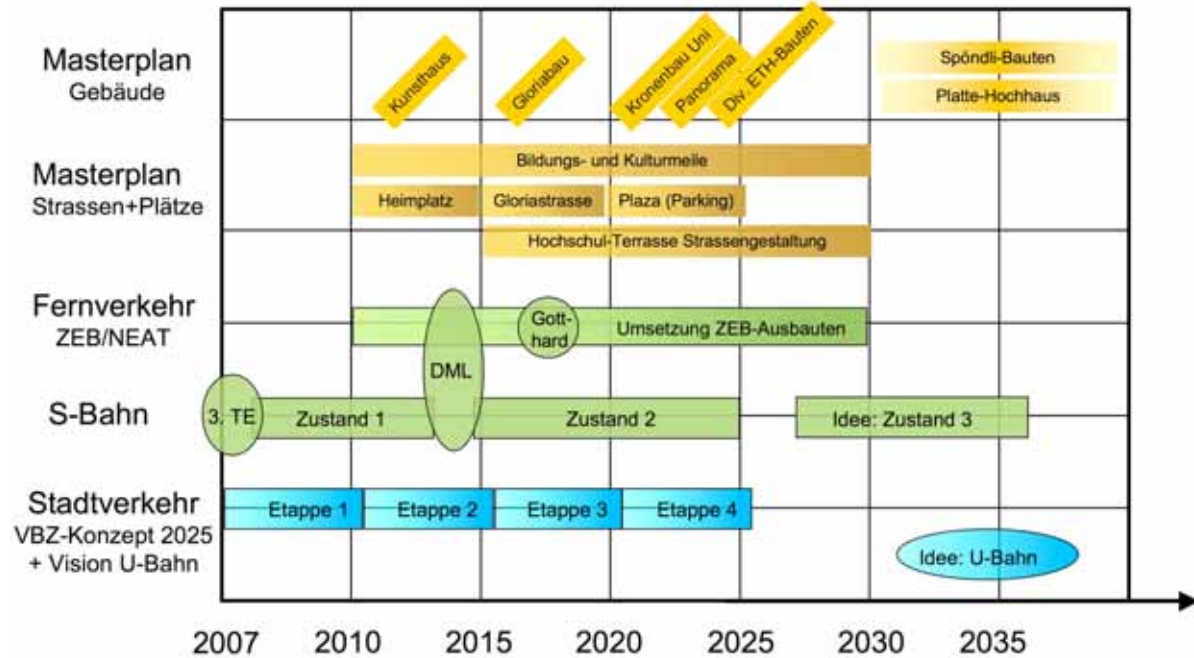 Masterplan
Gebäude
Kunsthaus
Gloriabau
Kronenbau Uni
Panorama
Div. ETH-Bauten
Spöndli-Bauten
Platte-Hochhaus
Masterplan
Strassen+Plätze
Bildungs- und Kulturmeile
Heimplatz
Gloriastrasse
Plaza (Parking)
Hochschul-Terrasse Strassengestaltung
Fernverkehr
ZEB/NEAT
DML
Gott-
hard
Umsetzung ZEB-Ausbauten
S-Bahn
3. TE
Zustand 1
Zustand 2
Idee: Zustand 3
Stadtverkehr
VBZ-Konzept 2025
+ Vision U-Bahn
Etappe 1
Etappe 2
Etappe 3
Etappe 4
Idee: U-Bahn
2007 2010 2015 2020 2025 2030 2035